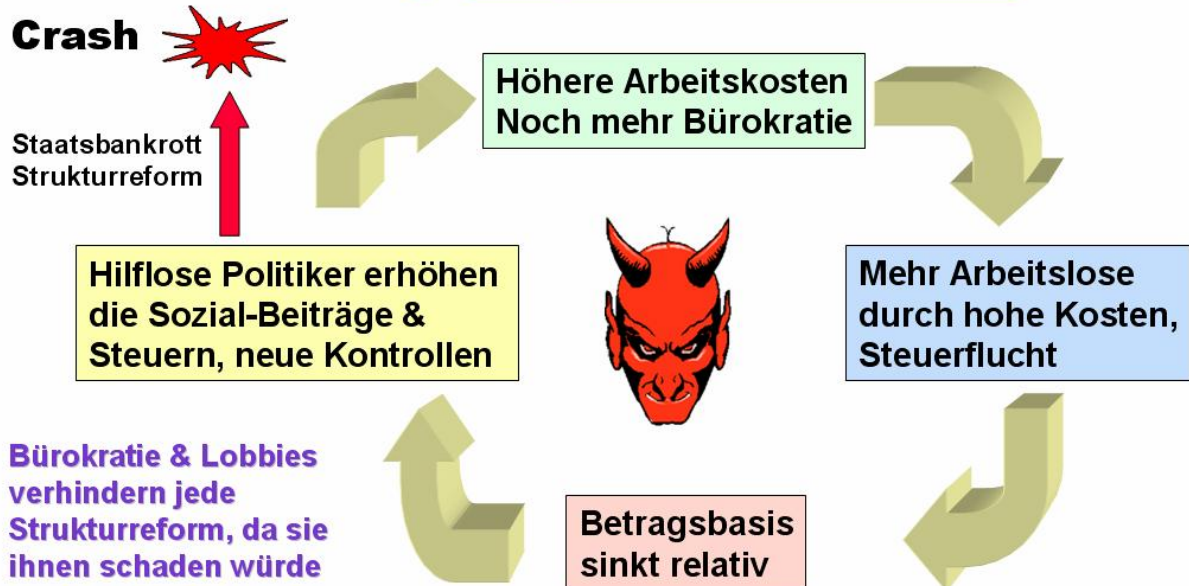 Crash
Staatsbankrott
Strukturreform
Höhere Arbeitskosten
Noch mehr Bürokratie
Hilflose Politiker erhöhen
die Sozial-Beiträge &
Steuern, neue Kontrollen
Mehr Arbeitslose
durch hohe Kosten,
Steuerflucht
Bürokratie & Lobbies
verhindern jede
Strukturreform, da sie
ihnen schaden würde
Betragsbasis
sinkt relativ